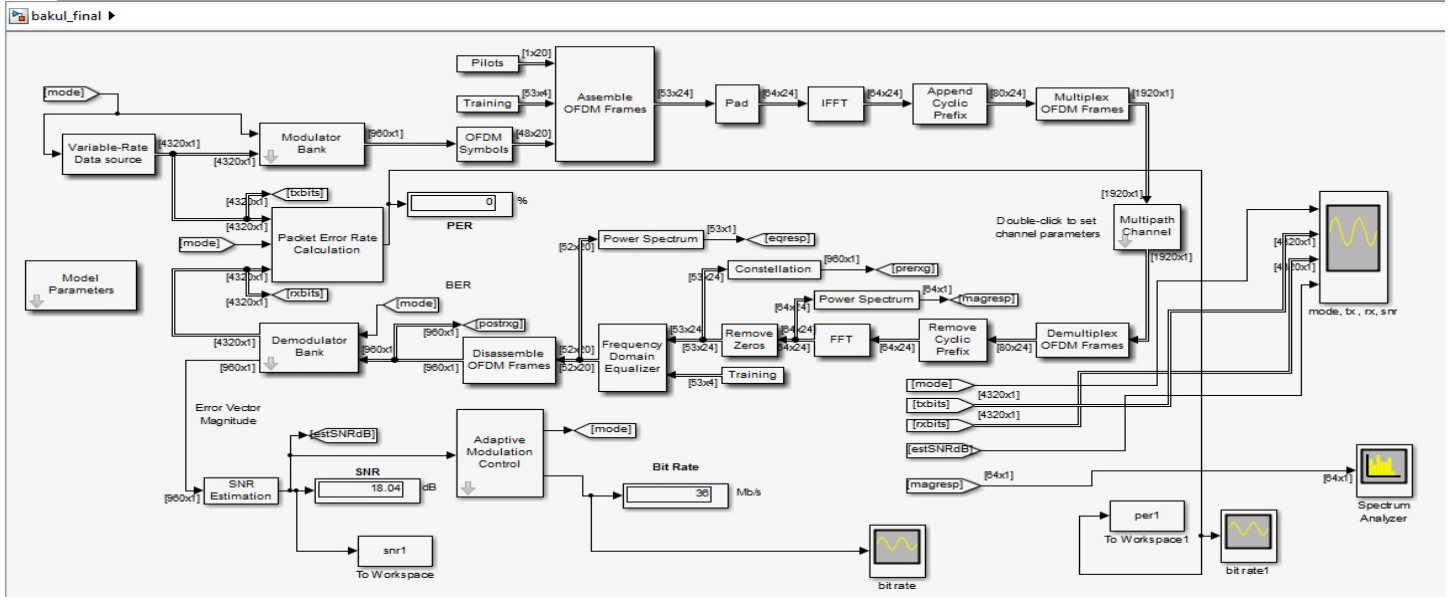 bakul_final
Pilots
[1x20]
Training
[53x4]
Assemble
OFDM Frames
[53x24]
Pad
[64x24]
IFFT
[64x24]
Append
Cyclic
Prefix
[80x24]
Multiplex
OFDM Frames
[1920x1]
[mode]
Variable-Rate
Data source
[4320x1]
[4320x1]
Modulator
Bank
[960x1]
OFDM
Symbols
[48x20]
[txbits]
[4320x1]
[4320x1]
0
%
PER
[mode]
Packet Error Rate
Calculation
[4320x1]
[4320x1]
[rxbits]
Model
Parameters
BER
[mode]
[1920x1]
Double-click to set
channel parameters
Multipath
Channel
[1920x1]
[52x20]
Power Spectrum
[53x1]
[eqresp]
[53x24]
Constellation
[960x1]
[prerxg]
[64x24]
Power Spectrum
[64x1]
[magresp]
[4320x1]
[4320x1]
mode, tx , rx, snr
[postrxg]
[960x1]
Demodulator
Bank
[4320x1]
[960x1]
[960x1]
Disassemble
OFDM Frames
[960x1]
[52x20]
[52x20]
Frequency
Domain
Equalizer
[53x24
[53x24]
Remove
Zeros
[64x24]
[64x24]
FFT
[64x24]
Remove
Cyclic
Prefix
[80x24]
Demultiplex
OFDM Frames
Training
[53x4]
[mode]
[txbits]
[4320x1]
[rxbits]
[4320x1]
[estSNRdB]
[magresp]
[64x1]
[64x1]
Spectrum
Analyzer
Error Vector
Magnitude
[estSNRdB]
[960x1]
SNR
Estimation
SNR
18.04
dB
Adaptive
Modulation
Control
[mode]
Bit Rate
36
Mb/s
snr1
To Workspace
bit rate
per1
To Workspace1
bit rate1